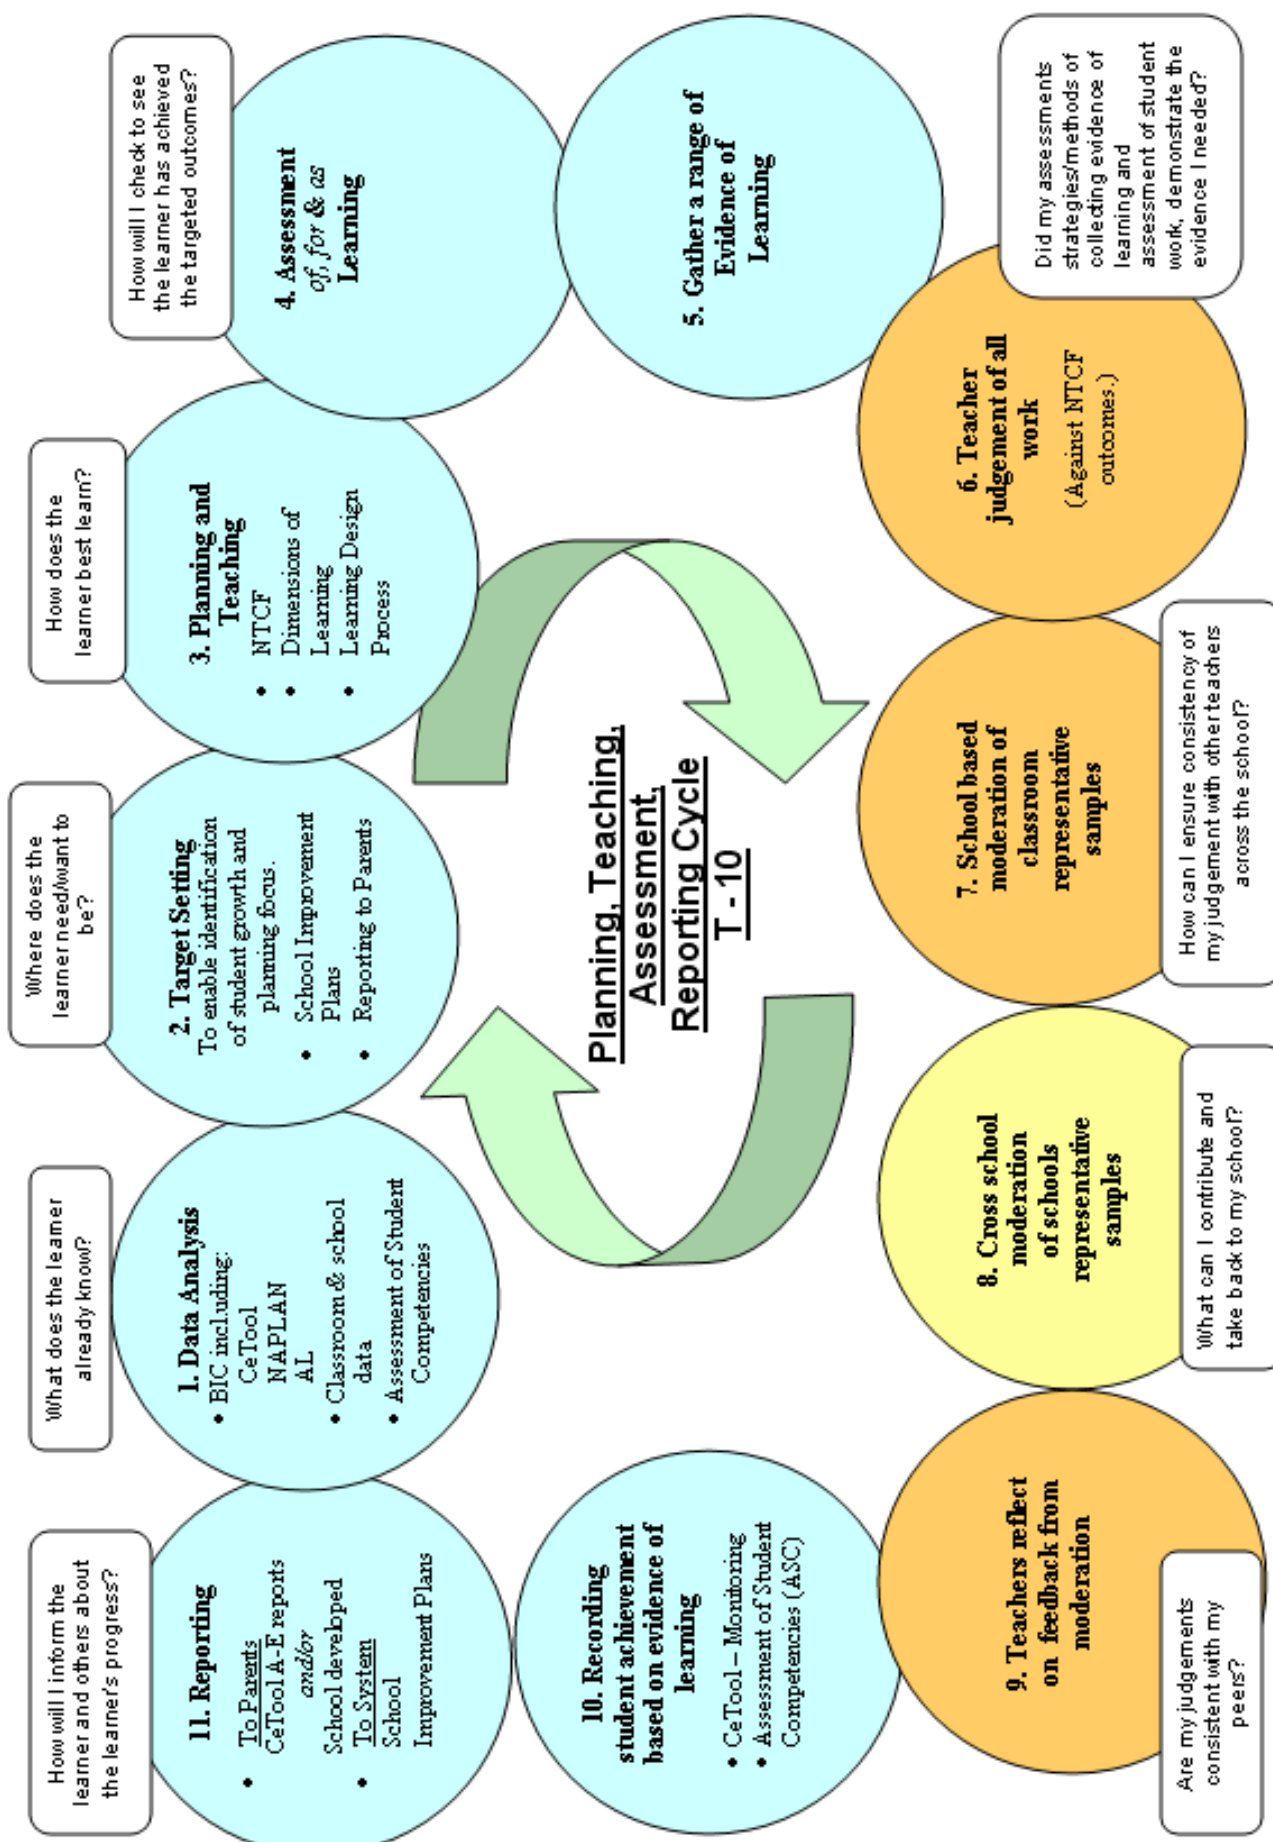 How will I inform the
learner and others about
the learner's progress?
11. Reporting
• To Parents
CeTool A-E reports
and/or
School developed
• To System
School
Improvement Plans
What does the learner
already know?
1. Data Analysis
• BIC including:
CeTool
NAPLAN
AL
• Classroom & school
data
• Assessment of Student
Competencies
Where does the
learner need/want to
be?
2. Target Setting
To enable identification
of student growth and
planning focus.
• School Improvement
Plans
• Reporting to Parents
How does the
learner best learn?
3. Planning and
Teaching
• NTCF
• Dimensions of
Learning
• Learning Design
Process
How will I check to see
the learner has achieved
the targeted outcomes?
4. Assessment
of, for & as
Learning
5. Gather a range of
Evidence of
Learning
Did my assessments
strategies/methods of
collecting evidence of
learning and
assessment of student
work, demonstrate the
evidence I needed?
6. Teacher
judgement of all
work
(Against NTCF
outcomes.)
7. School based
moderation of
classroom
representative
samples
How can I ensure consistency of
my judgement with other teachers
across the school?
8. Cross school
moderation
of schools
representative
samples
What can I contribute and
take back to my school?
9. Teachers reflect
on feedback from
moderation
Are my judgements
consistent with my
peers?
10. Recording
student achievement
based on evidence of
learning
• CeTool – Monitoring
• Assessment of Student
Competencies (ASC)
Planning, Teaching,
Assessment,
Reporting Cycle
T - 10